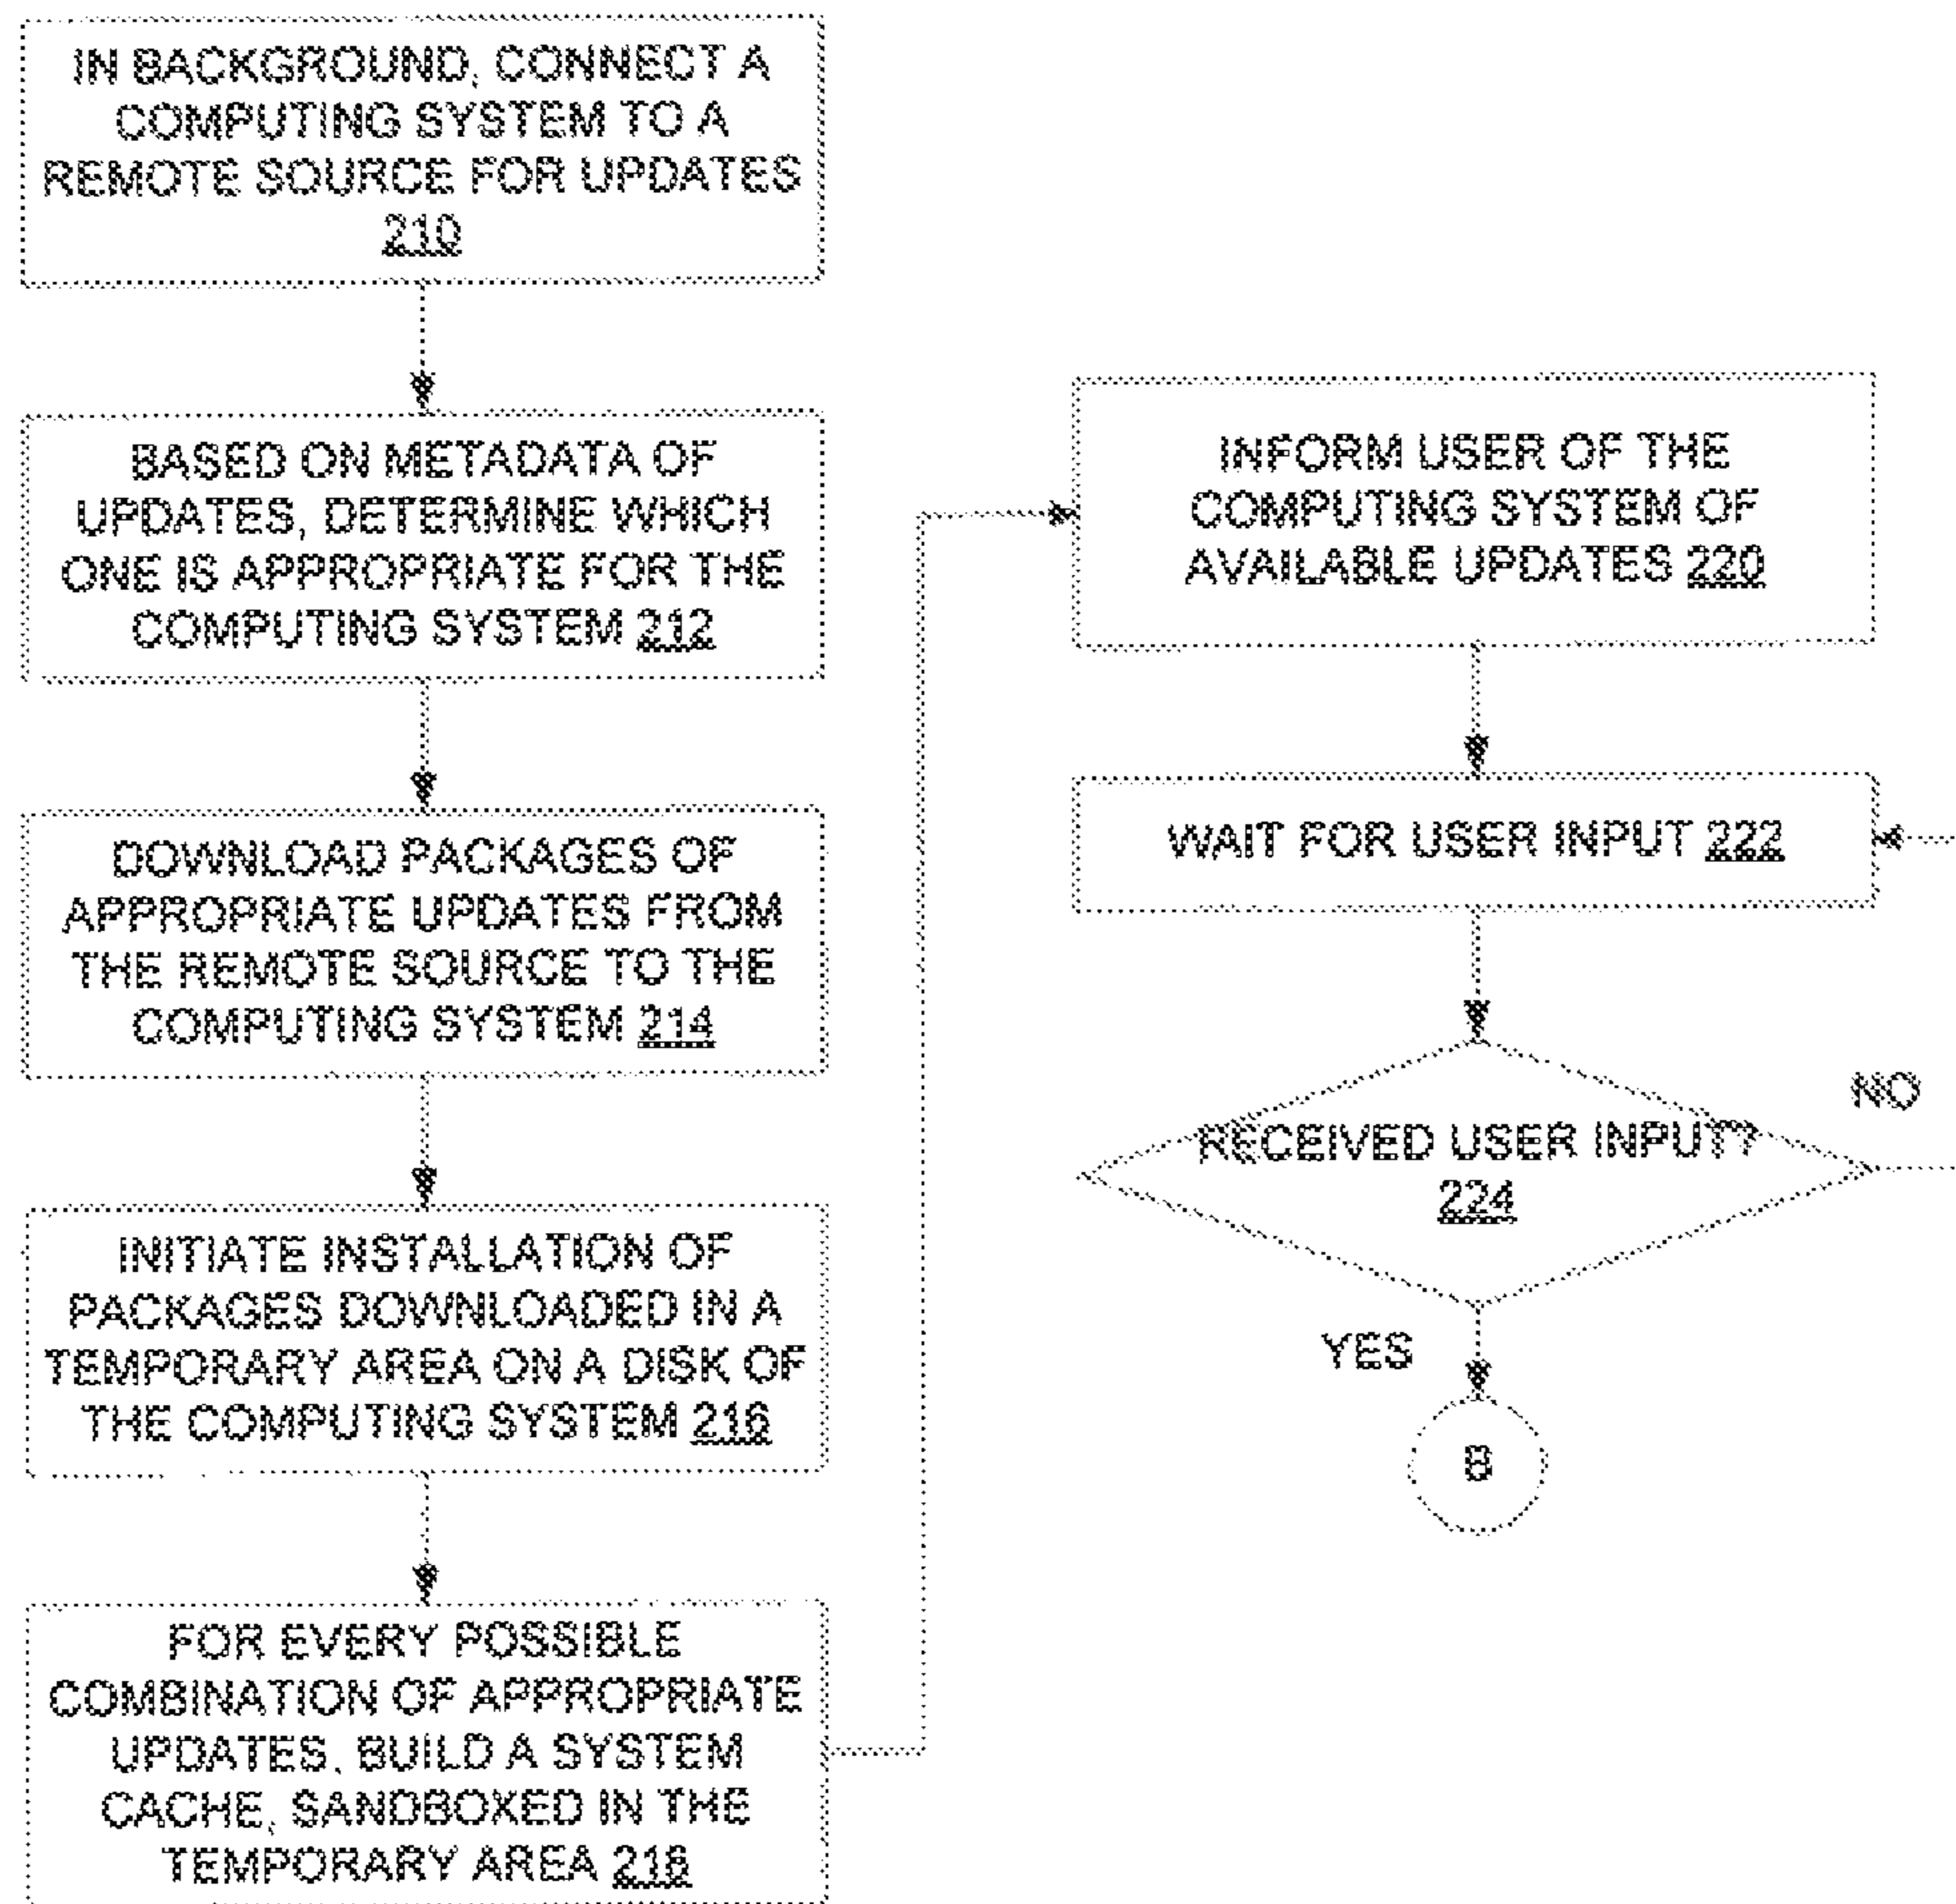 IN BACKGROUND, CONNECT A
COMPUTING SYSTEM TO A
REMOTE SOURCE FOR UPDATES
210
BASED ON METADATA OF
UPDATES, DETERMINE WHICH
ONE IS APPROPRIATE FOR THE
COMPUTING SYSTEM 212
DOWNLOAD PACKAGES OF
APPROPRIATE UPDATES FROM
THE REMOTE SOURCE TO THE
COMPUTING SYSTEM 214
INITIATE INSTALLATION OF
PACKAGES DOWNLOADED IN A
TEMPORARY AREA ON A DISK OF
THE COMPUTING SYSTEM 216
FOR EVERY POSSIBLE
COMBINATION OF APPROPRIATE
UPDATES, BUILD A SYSTEM
CACHE, SANDBOXED IN THE
TEMPORARY AREA 218
INFORM USER OF THE
COMPUTING SYSTEM OF
AVAILABLE UPDATES 220
WAIT FOR USER INPUT 222
RECEIVED USER INPUT?
224
NO
YES
B